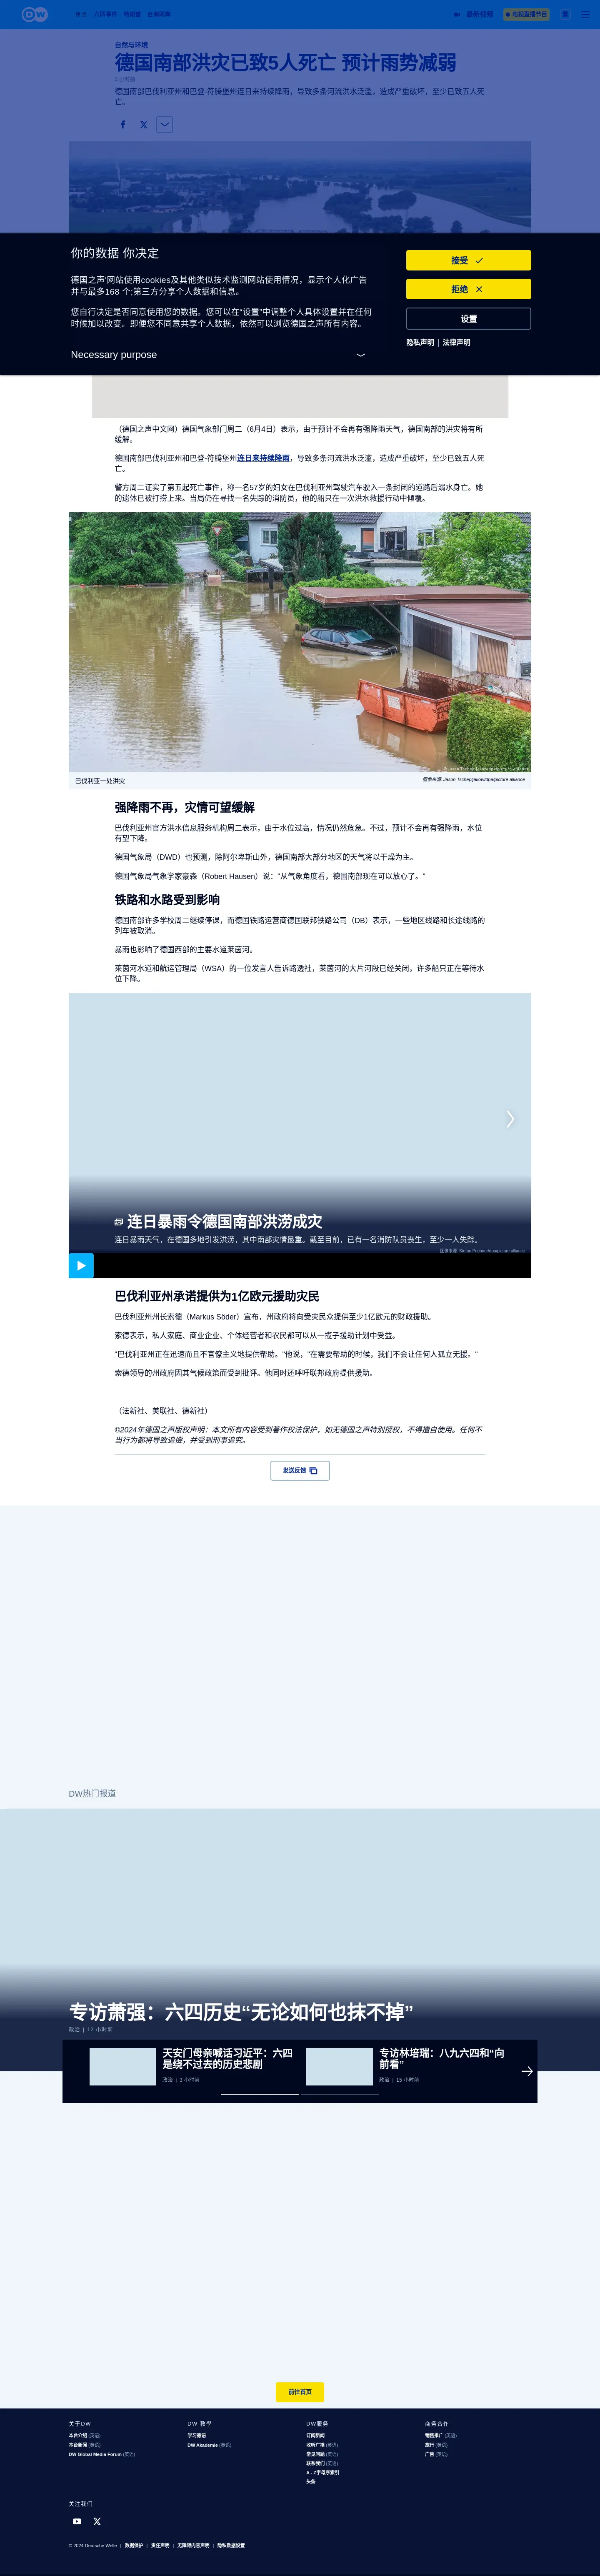 DW
自然与环境
德国南部洪灾已致5人死亡 预计雨势减弱
5 小时前
德国南部巴伐利亚州和巴登-符腾堡州连日来持续降雨，导致多条河流洪水泛滥，造成严重破坏，至少已致五人死
亡。
最新视频
电视直播节目
你的数据 你决定
德国之声'网站使用cookies及其他类似技术监测网站使用情况，显示个人化广告
并与最多168 个;第三方分享个人数据和信息。
您自行决定是否同意使用您的数据。您可以在“设置”中调整个人具体设置并在任何
时候加以改变。即便您不同意共享个人数据，依然可以浏览德国之声所有内容。
Necessary purpose
接受
拒绝
设置
隐私声明 | 法律声明
（德国之声中文网）德国气象部门周二（6月4日）表示，由于预计不会再有强降雨天气，德国南部的洪灾将有所
缓解。
德国南部巴伐利亚州和巴登-符腾堡州连日来持续降雨，导致多条河流洪水泛滥，造成严重破坏，至少已致五人死
亡。
警方周二证实了第五起死亡事件，称一名57岁的妇女在巴伐利亚州驾驶汽车驶入一条封闭的道路后溺水身亡。她
的遗体已被打捞上来。当局仍在寻找一名失踪的消防员，他的船只在一次洪水救援行动中倾覆。
巴伐利亚一处洪灾
图像来源: Jason Tschepljakow/dpa/picture alliance
强降雨不再，灾情可望缓解
巴伐利亚州官方洪水信息服务机构周二表示，由于水位过高，情况仍然危急。不过，预计不会再有强降雨，水位
有望下降。
德国气象局（DWD）也预测，除阿尔卑斯山外，德国南部大部分地区的天气将以干燥为主。
德国气象局气象学家豪森（Robert Hausen）说："从气象角度看，德国南部现在可以放心了。"
铁路和水路受到影响
德国南部许多学校周二继续停课，而德国铁路运营商德国联邦铁路公司（DB）表示，一些地区线路和长途线路的
列车被取消。
暴雨也影响了德国西部的主要水道莱茵河。
莱茵河水道和航运管理局（WSA）的一位发言人告诉路透社，莱茵河的大片河段已经关闭，许多船只正在等待水
位下降。
连日暴雨令德国南部洪涝成灾
连日暴雨天气，在德国多地引发洪涝，其中南部灾情最重。截至目前，已有一名消防队员丧生，至少一人失踪。
巴伐利亚州承诺提供为1亿欧元援助灾民
巴伐利亚州州长索德（Markus Söder）宣布，州政府将向受灾民众提供至少1亿欧元的财政援助。
索德表示，私人家庭、商业企业、个体经营者和农民都可以从一揽子援助计划中受益。
"巴伐利亚州正在迅速而且不官僚主义地提供帮助。"他说，"在需要帮助的时候，我们不会让任何人孤立无援。"
索德领导的州政府因其气候政策而受到批评。他同时还呼吁联邦政府提供援助。
（法新社、美联社、德新社）
©2024年德国之声版权声明：本文所有内容受到著作权法保护，如无德国之声特别授权，不得擅自使用。任何不
当行为都将导致追偿，并受到刑事追究。
发送反馈
DW热门报道
专访萧强：六四历史“无论如何也抹不掉”
政治 | 12 小时前
天安门母亲喊话习近平：六四
是绕不过去的历史悲剧
政治 | 3 小时前
专访林培瑞：八九六四和“向
前看”
政治 | 15 小时前
前往首页
关于DW
本台介绍 (英语)
本台新闻 (英语)
DW Global Media Forum (英语)
DW 教學
学习德语
DW Akademie (英语)
DW服务
订阅新闻
收听广播 (英语)
常见问题 (英语)
联系我们 (英语)
A - Z字母序索引
头条
商务合作
销售推广 (英语)
旅行 (英语)
广告 (英语)
关注我们
© 2024 Deutsche Welle | 数据保护 | 责任声明 | 无障碍内容声明 | 隐私数据设置